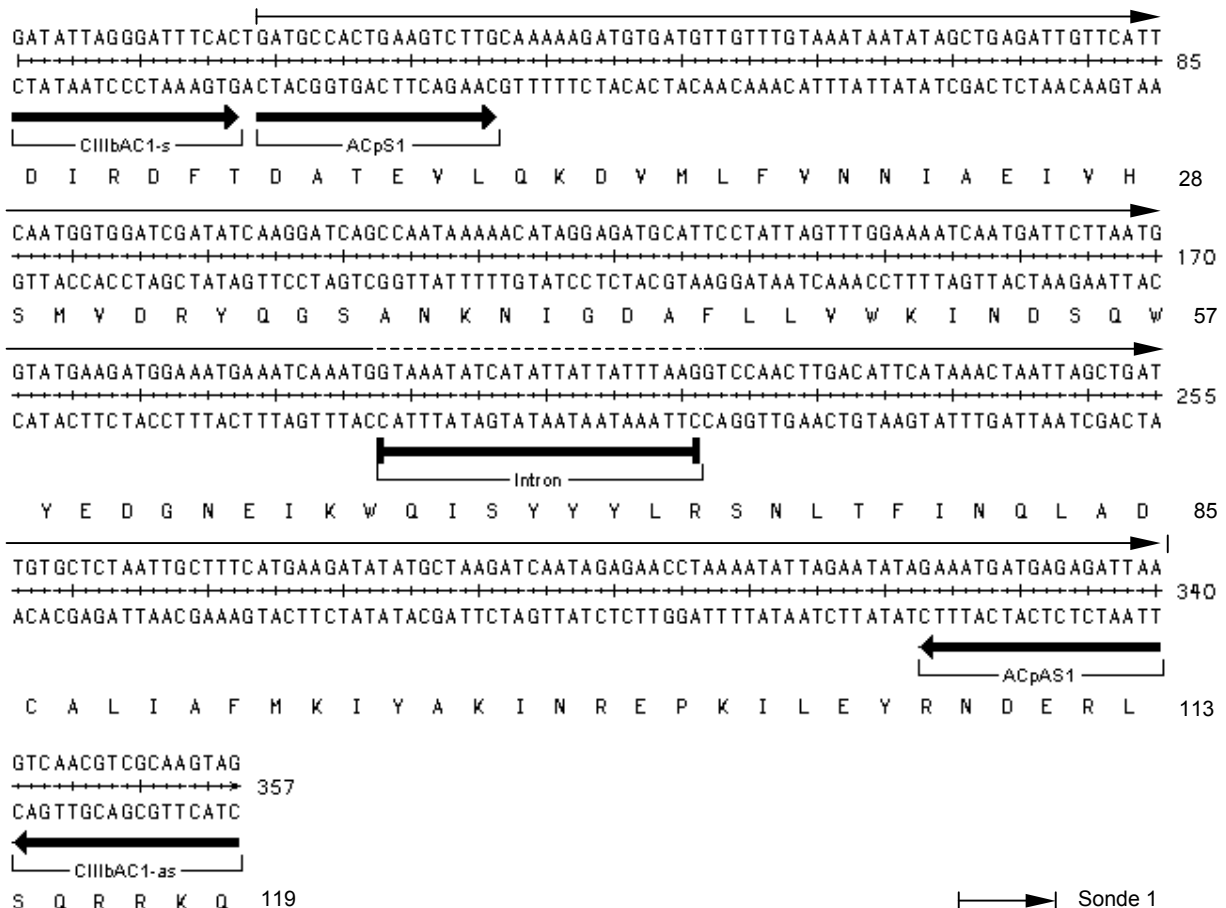 GATATTAGGGATTTCACTGATGCCACTGAAGTCTTGCAAAAAGATGTGATGTTGTTTGTAAATAATATAGCTGAGATTGTTCATT
85
CTATAATCCCTAAAGTGACTACGGTGACTTCAGAACGTTTTTCTACACTACAACAAACATTTATTATATCGACTCTAACAAGTAA
CIIIbAC1-s ACpS1
D I R D F T D A T E V L Q K D V M L F V N N I A E I V H 28
CAATGGTGGATCGATATCAAGGATCAGCCAATAAAAACATAGGAGATGCATTCCTATTAGTTTGGAAAATCAATGATTCTTAATG
170
GTTACCACCTAGCTATAGTTCCTAGTCGGTTATTTTTGTATCCTCTACGTAAGGATAATCAAACCTTTTAGTTACTAAGAATTAC
S M V D R Y Q G S A N K N I G D A F L L V W K I N D S Q W 57
GTATGAAGATGGAAATGAAATCAAATGGTAAATATCATATTATTATTTAAGGTCCAACTTGACATTCATAAACTAATTAGCTGAT
255
CATACTTCTACCTTTACTTTAGTTTACCATTTATAGTATAATAATAAATTCCAGGTTGAACTGTAAGTATTTGATTAATCGACTA
Intron
Y E D G N E I K W Q I S Y Y Y L R S N L T F I N Q L A D 85
TGTGCTCTAATTGCTTTCATGAAGATATATGCTAAGATCAATAGAGAACCTAAAATATTAGAATATAGAAATGATGAGAGATTAA
340
ACACGAGATTAACGAAAGTACTTCTATATACGATTCTAGTTATCTCTTGGATTTTATAATCTTATATCTTTACTACTCTCTAATT
ACpAS1
C A L I A F M K I Y A K I N R E P K I L E Y R N D E R L 113
GTCAACGTCGCAAGTAG
357
CAGTTGCAGCGTTCATC
CIIIbAC1-as
S Q R R K Q 119
Sonde 1